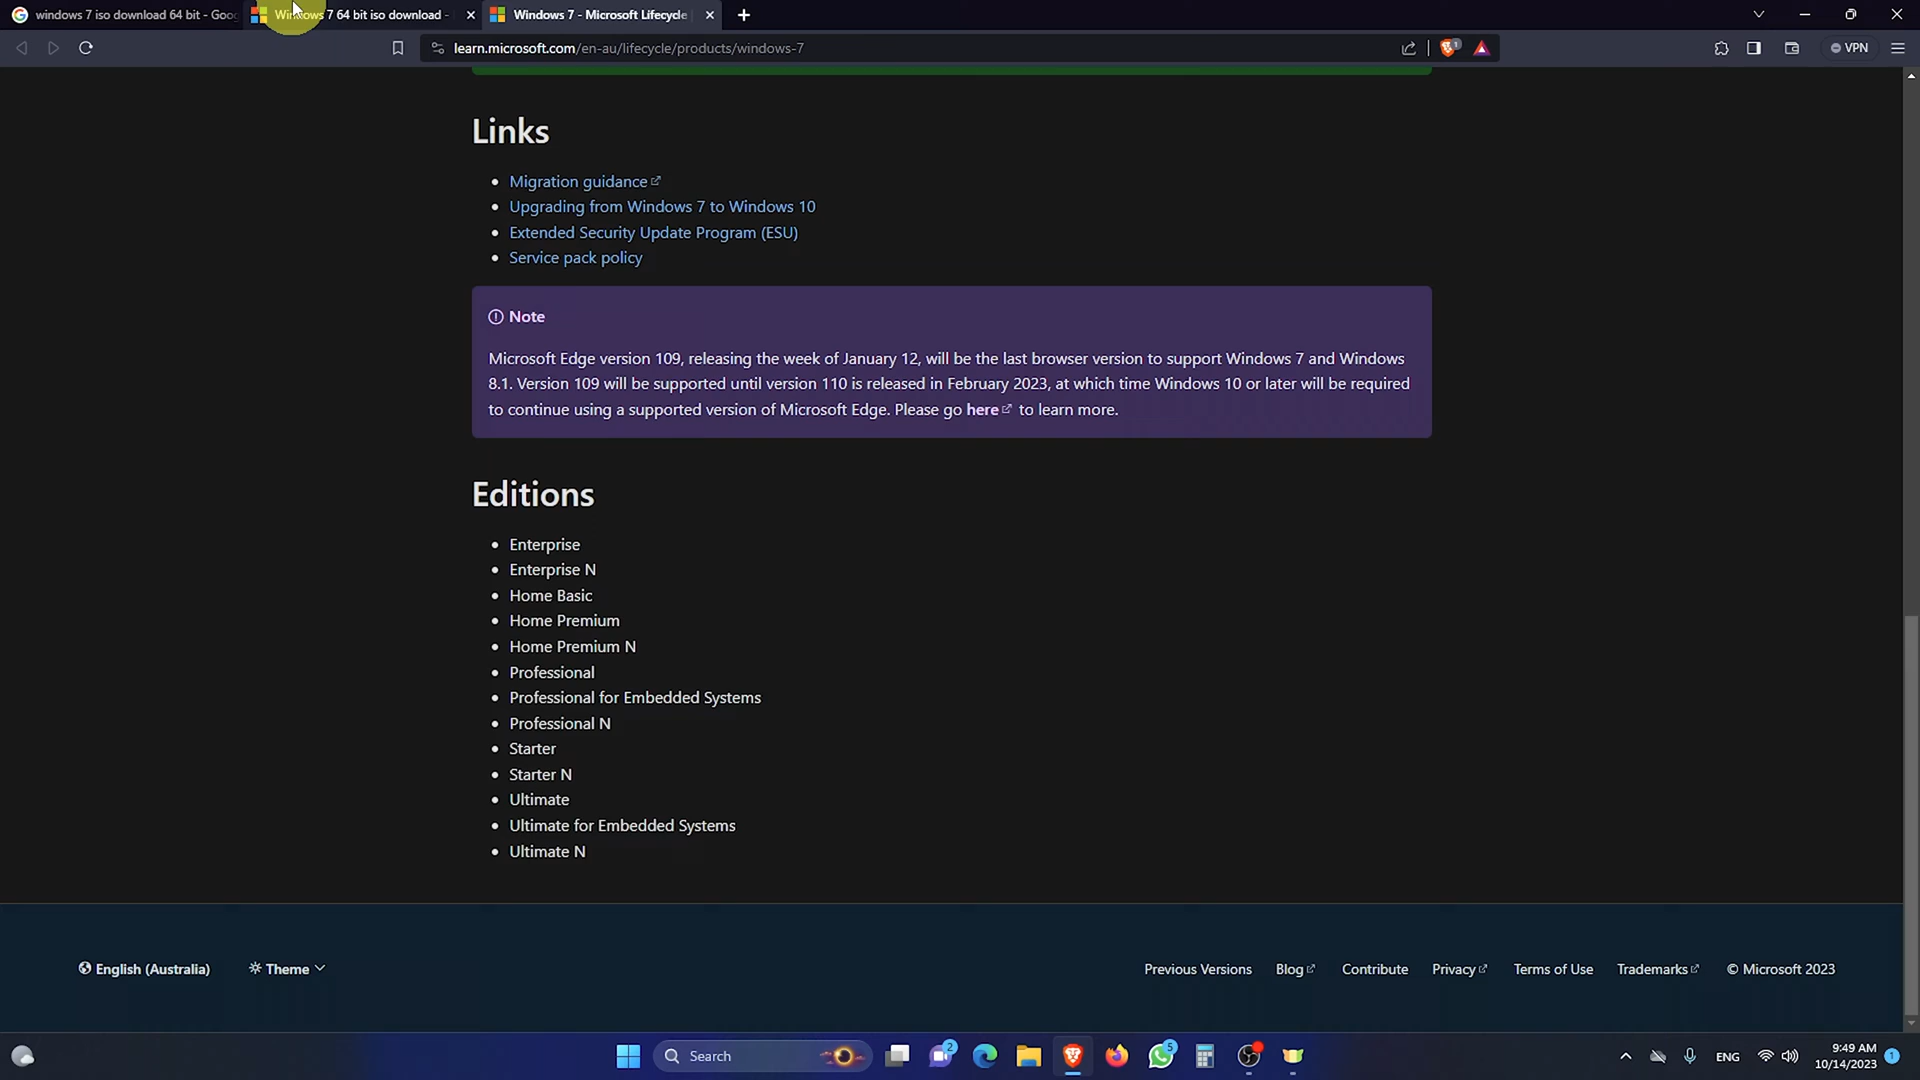 windows 7 iso download 64 bit - Goog
Windows 7 64 bit iso download -
Windows 7 - Microsoft Lifecycle
learn.microsoft.com/en-au/lifecycle/products/windows-7
1
VPN
Links
Migration guidance
Upgrading from Windows 7 to Windows 10
Extended Security Update Program (ESU)
Service pack policy
Note
Microsoft Edge version 109, releasing the week of January 12, will be the last browser version to support Windows 7 and Windows
8.1. Version 109 will be supported until version 110 is released in February 2023, at which time Windows 10 or later will be required
to continue using a supported version of Microsoft Edge. Please go here to learn more.
Editions
Enterprise
Enterprise N
Home Basic
Home Premium
Home Premium N
Professional
Professional for Embedded Systems
Professional N
Starter
Starter N
Ultimate
Ultimate for Embedded Systems
Ultimate N
English (Australia)
Theme
Previous Versions
Blog
Contribute
Privacy
Terms of Use
Trademarks
© Microsoft 2023
Search
2
5
ENG
9:49 AM
10/14/2023
1